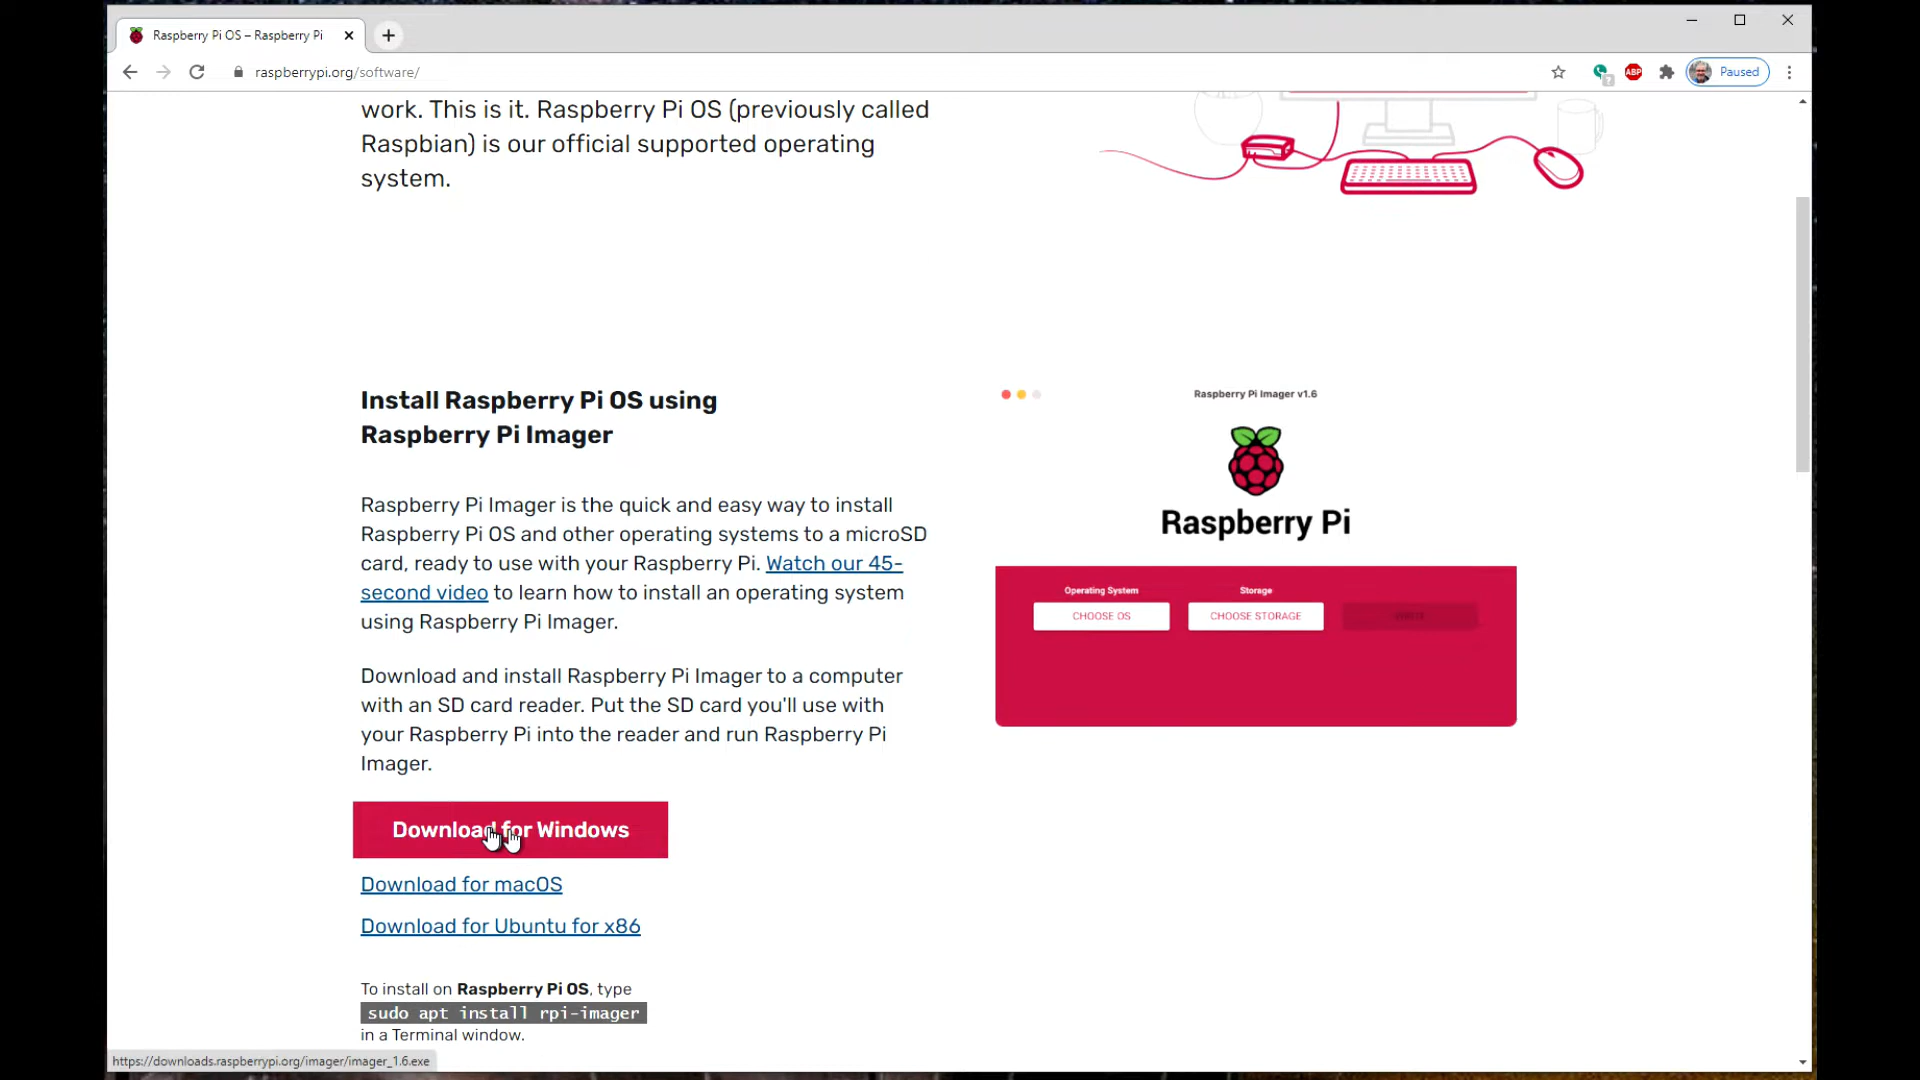 Raspberry Pi OS – Raspberry Pi
raspberrypi.org/software/
ABP
Paused
work. This is it. Raspberry Pi OS (previously called
Raspbian) is our official supported operating
system.
Install Raspberry Pi OS using
Raspberry Pi Imager
Raspberry Pi Imager is the quick and easy way to install
Raspberry Pi OS and other operating systems to a microSD
card, ready to use with your Raspberry Pi. Watch our 45-
second video to learn how to install an operating system
using Raspberry Pi Imager.
Download and install Raspberry Pi Imager to a computer
with an SD card reader. Put the SD card you'll use with
your Raspberry Pi into the reader and run Raspberry Pi
Imager.
Download for Windows
Download for macOS
Download for Ubuntu for x86
To install on Raspberry Pi OS, type
sudo apt install rpi-imager
in a Terminal window.
Raspberry Pi Imager v1.6
Raspberry Pi
Operating System
Storage
CHOOSE OS
CHOOSE STORAGE
https://downloads.raspberrypi.org/imager/imager_1.6.exe